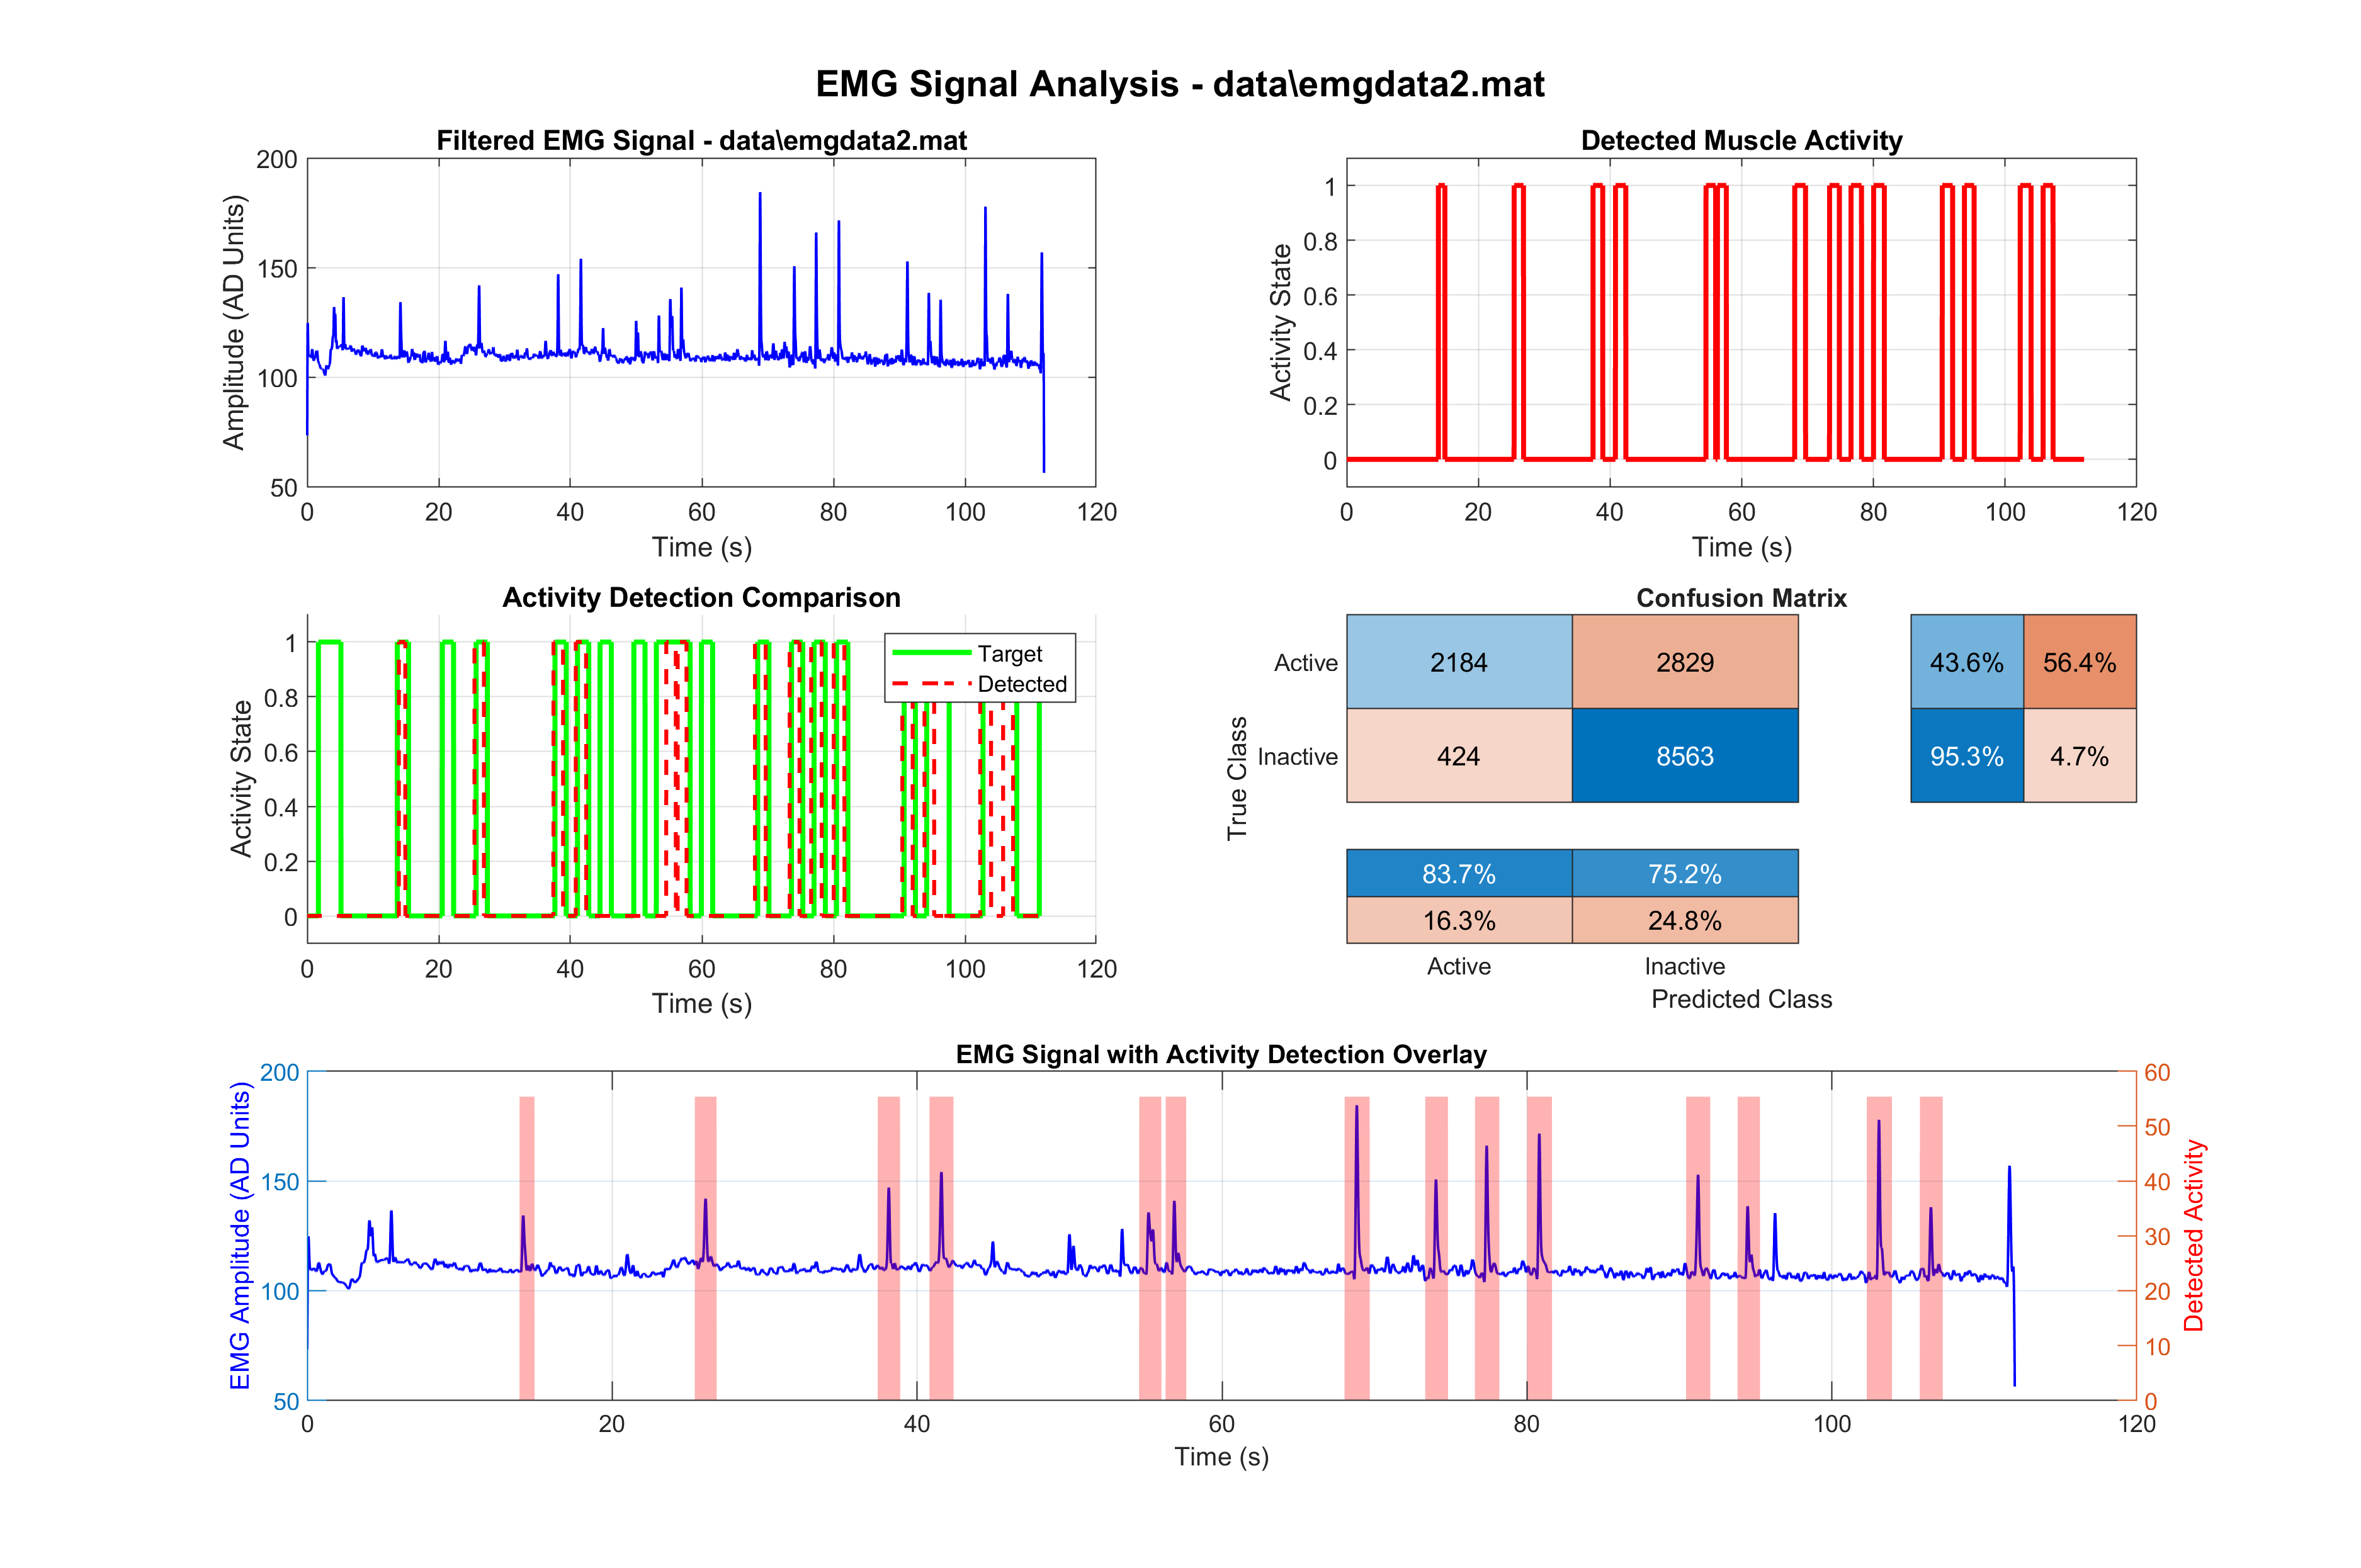 EMG Signal Analysis - data\emgdata2.mat
Filtered EMG Signal - data\emgdata2.mat
200
150
100
50
Amplitude (AD Units)
0 20 40 60 80 100 120
Time (s)
Detected Muscle Activity
1
0.8
0.6
0.4
0.2
0
Activity State
0 20 40 60 80 100 120
Time (s)
Activity Detection Comparison
1
0.8
0.6
0.4
0.2
0
Activity State
Target
Detected
0 20 40 60 80 100 120
Time (s)
Confusion Matrix
True Class
Active 2184 2829 43.6% 56.4%
Inactive 424 8563 95.3% 4.7%
83.7% 75.2%
16.3% 24.8%
Active Inactive
Predicted Class
EMG Signal with Activity Detection Overlay
200
150
100
50
EMG Amplitude (AD Units)
60
50
40
30
20
10
0
Detected Activity
0 20 40 60 80 100 120
Time (s)